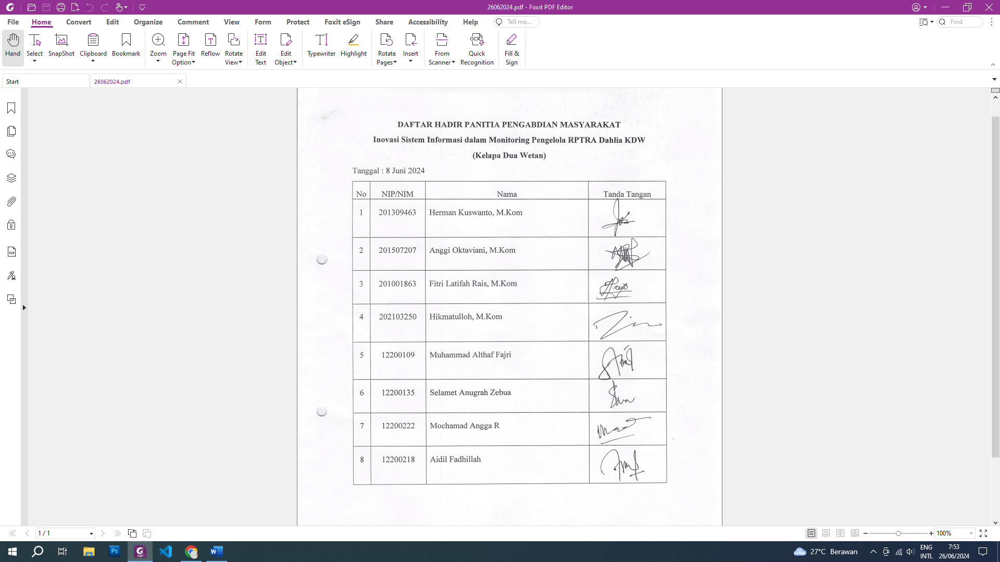 26062024.pdf - Foxit PDF Editor
File Home Convert Edit Organize Comment View Form Protect Foxit eSign Share Accessibility Help Tell me... Find
Hand Select SnapShot Clipboard Bookmark Zoom Page Fit Option Reflow Rotate View Edit Text Edit Object Typewriter Highlight Rotate Pages Insert From Scanner Quick Recognition Fill & Sign
Start 26062024.pdf
DAFTAR HADIR PANITIA PENGABDIAN MASYARAKAT
Inovasi Sistem Informasi dalam Monitoring Pengelola RPTRA Dahlia KDW
(Kelapa Dua Wetan)
Tanggal : 8 Juni 2024
No NIP/NIM Nama Tanda Tangan
1 201309463 Herman Kuswanto, M.Kom
2 201507207 Anggi Oktaviani, M.Kom
3 201001863 Fitri Latifah Rais, M.Kom
4 202103250 Hikmatulloh, M.Kom
5 12200109 Muhammad Althaf Fajri
6 12200135 Selamet Anugrah Zebua
7 12200222 Mochamad Angga R
8 12200218 Aidil Fadhillah
1 / 1 100%
27°C Berawan ENG 7:53
INTL 26/06/2024